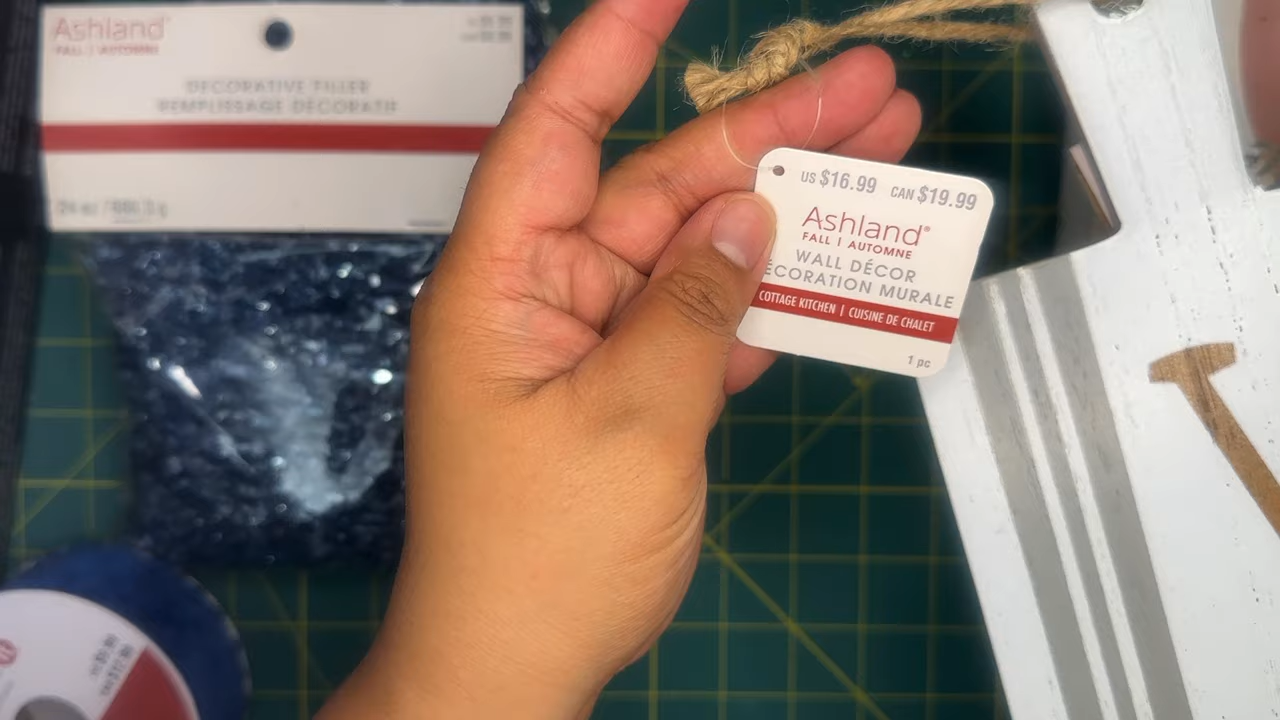 Ashland®
FALL | AUTOMNE
DECORATIVE FILLER
REMPLISSAGE DÉCORATIF
US $16.99 CAN $19.99
Ashland®
FALL | AUTOMNE
WALL DÉCOR
ÉCORATION MURALE
COTTAGE KITCHEN | CUISINE DE CHALET
1 pc